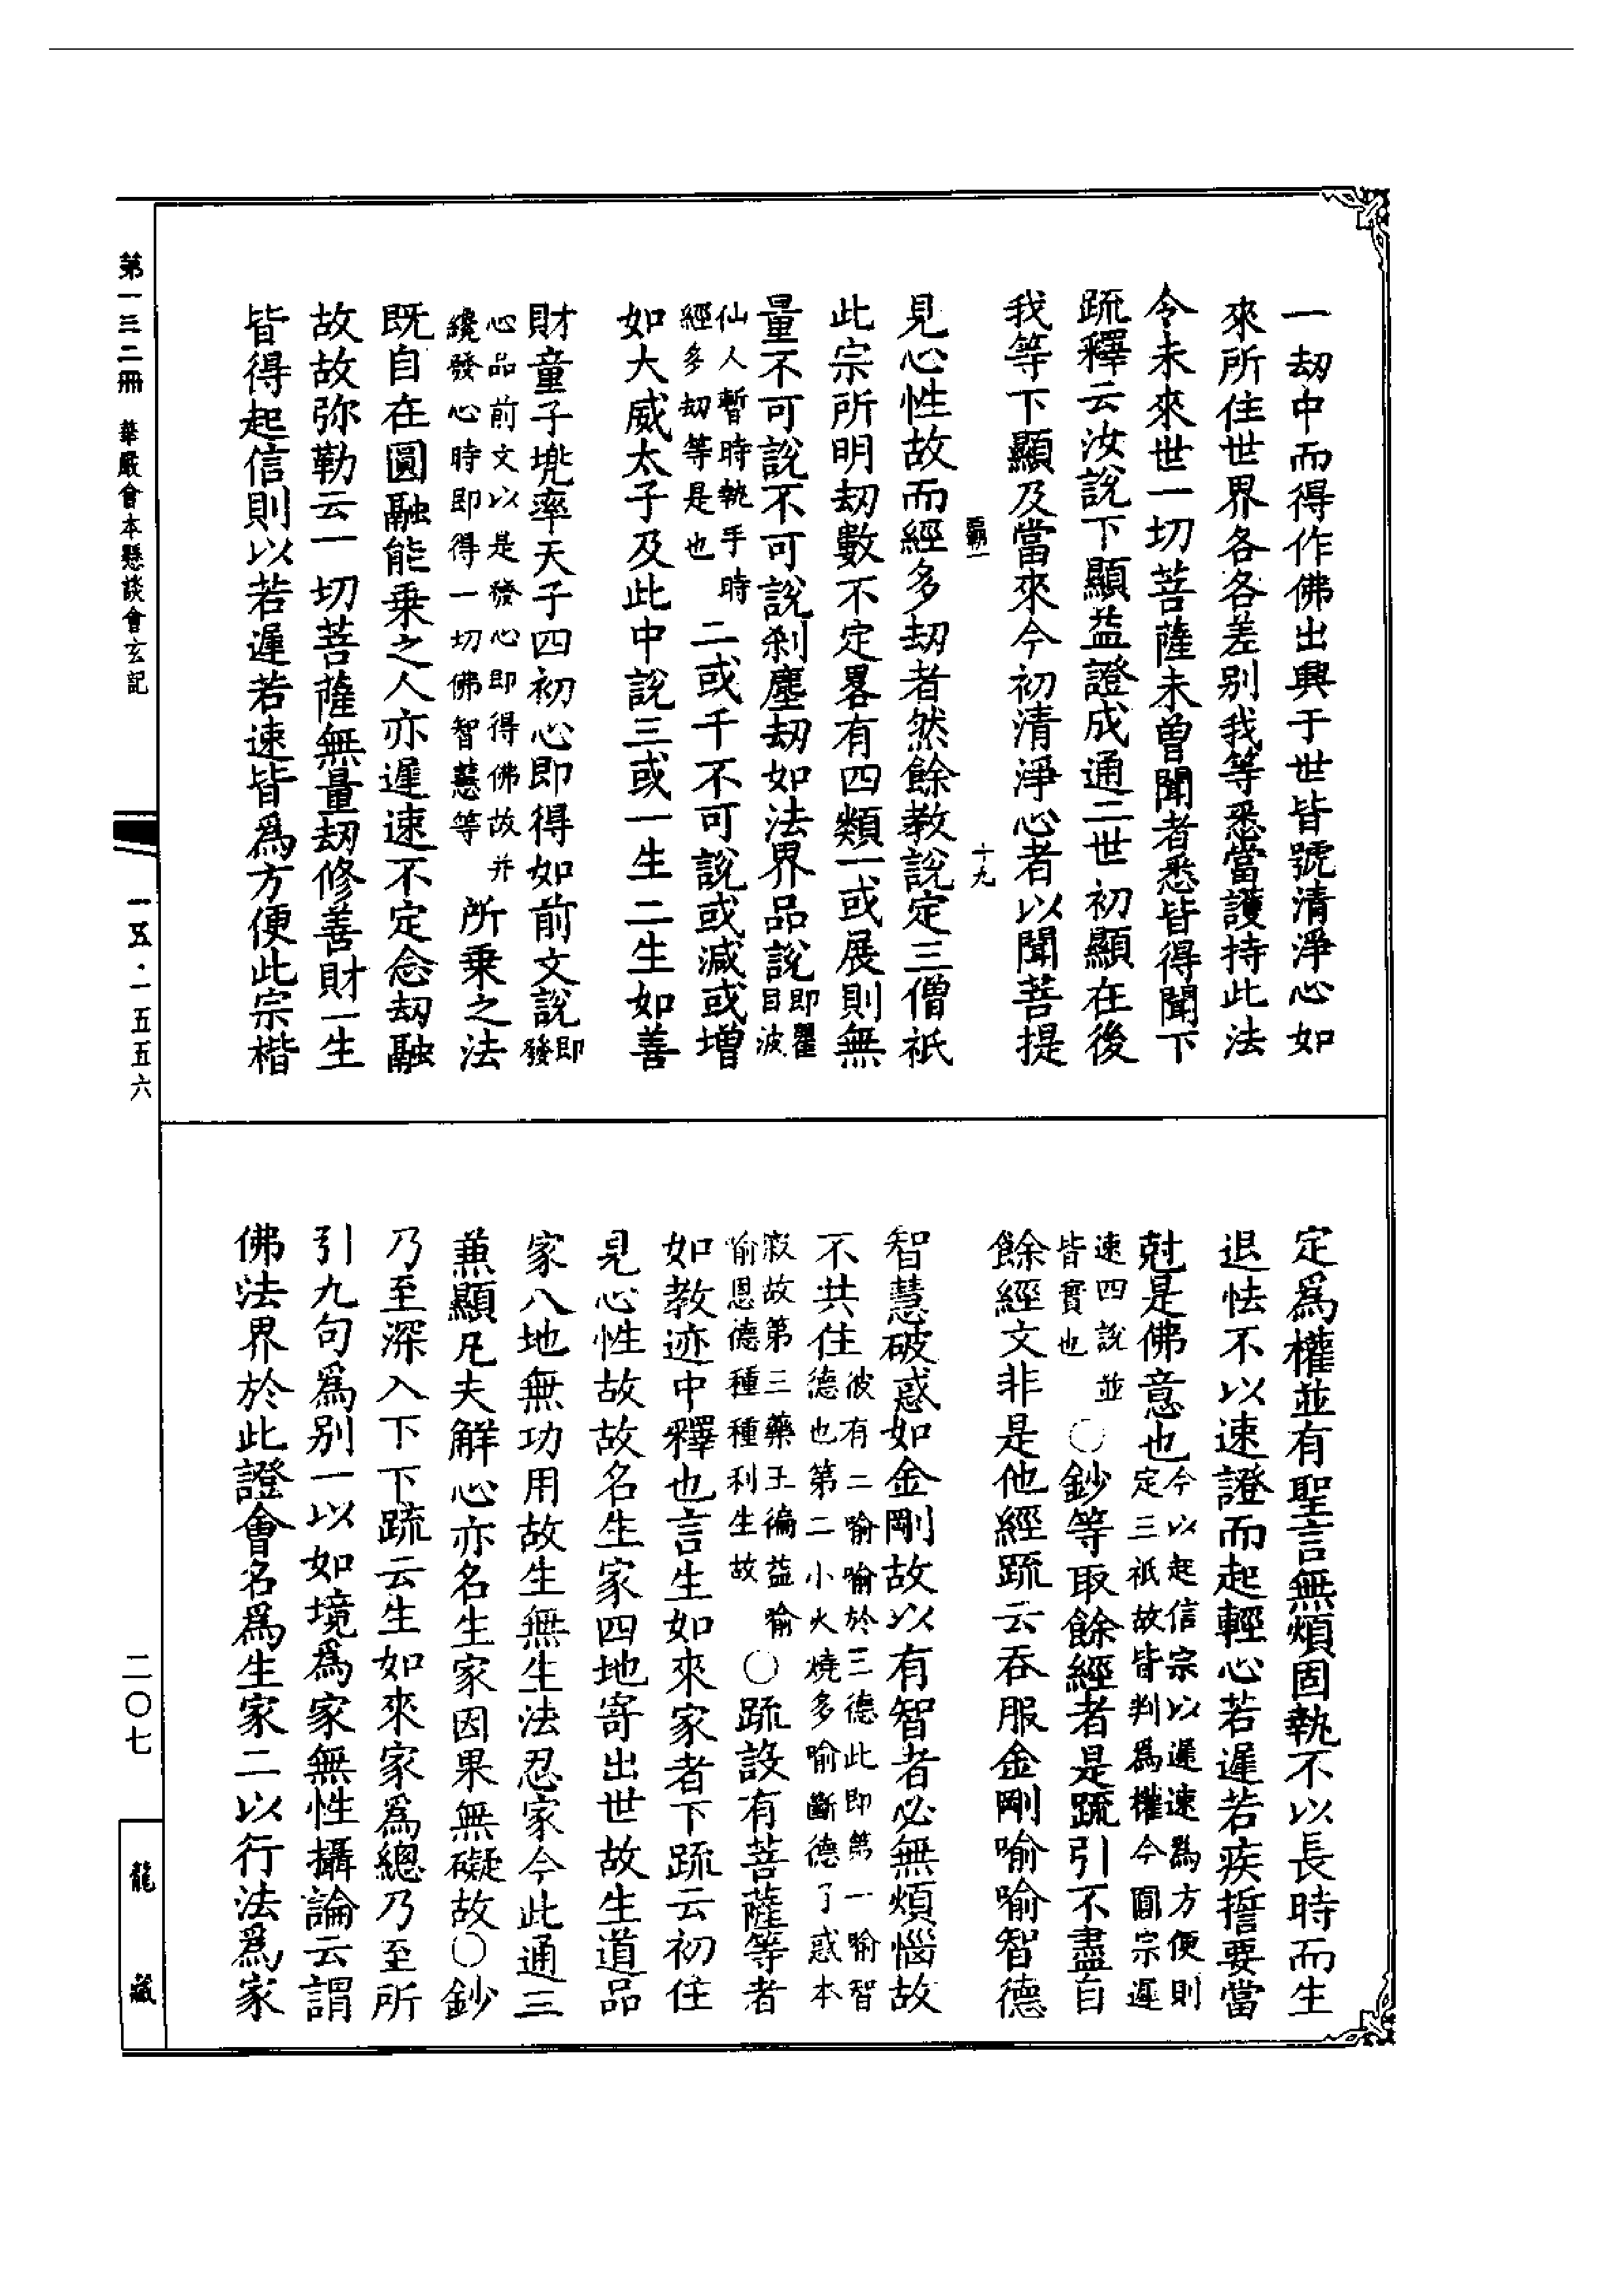 一劫中而得作佛出興于世皆號清淨心如
來所住世界各各差別我等悉當護持此法
令未來世一切菩薩未曾聞者悉皆得聞下
疏釋云汝說下顯益證成通二世初顯在後
我等下顯及當來今初清淨心者以聞菩提
十九
見心性故而經多劫者然餘教說定三僧祇
此宗所明劫數不定畧有四類一或展則無
量不可說不可說剎塵劫如法界品說即瞿目波
仙人暫時執手時經多劫等是也二或千不可說或減或增
如大威太子及此中說三或一生二生如善
財童子兠率天子四初心即得如前文說即發
心品前文以是發心即得佛故并纔發心時即得一切佛智慧等所乘之法
既自在圓融能乘之人亦遲速不定念劫融
故故弥勒云一切菩薩無量劫修善財一生
皆得起信則以若遲若速皆爲方便此宗楷
定爲權並有聖言無煩固執不以長時而生
退怯不以速證而起輕心若遲若疾誓要當
尅是佛意也今以起信宗以遲速爲方便則定三祇故皆判爲權今圓宗遲
速四說並皆實也〇鈔等取餘經者是疏引不盡自
餘經文非是他經疏云吞服金剛喻喻智德
智慧破惑如金剛故以有智者必無煩惱故
不共住彼有二喻喻於三德此即第一喻智德也第二小火燒多喻斷德了惑本
寂故第三藥王徧益喻喻恩德種種利生故〇疏設有菩薩等者
如教迹中釋也言生如來家者下疏云初住
見心性故故名生家四地寄出世故生道品
家八地無功用故生無生法忍家今此通三
兼顯凡夫解心亦名生家因果無礙故〇鈔
乃至深入下下疏云生如來家爲總乃至所
引九句爲別一以如境爲家無性攝論云謂
佛法界於此證會名爲生家二以行法爲家
第一三二冊 華嚴會本懸談會玄記
一五·一五五六
二〇七
龍藏